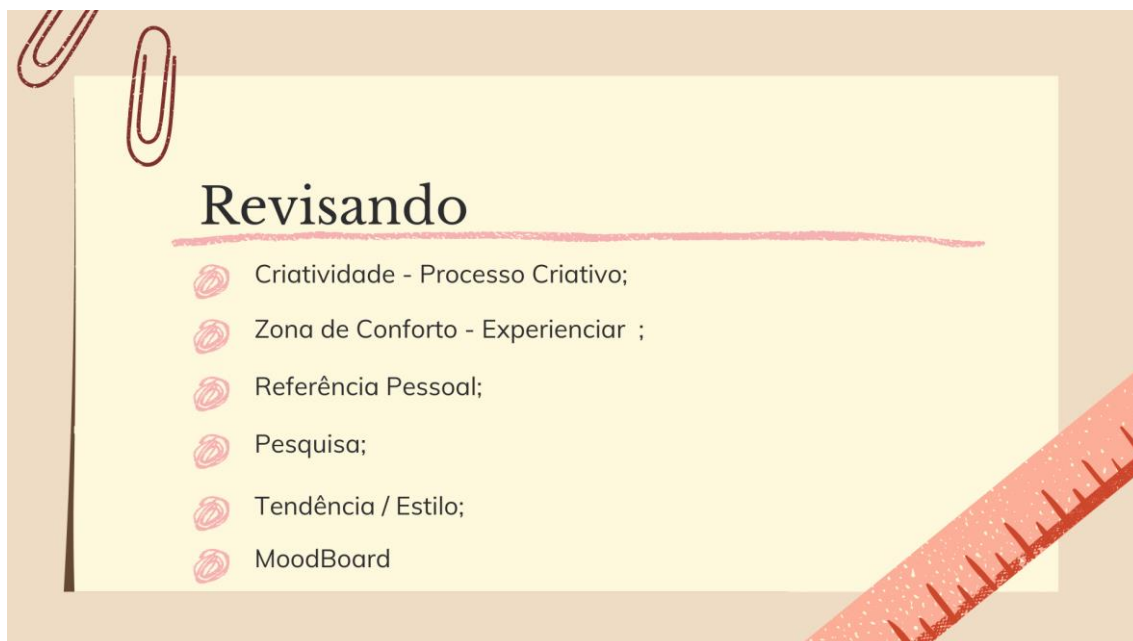 Revisando
Criatividade - Processo Criativo;
Zona de Conforto - Experienciar  ;
Referência Pessoal;
Pesquisa;
Tendência / Estilo;
MoodBoard